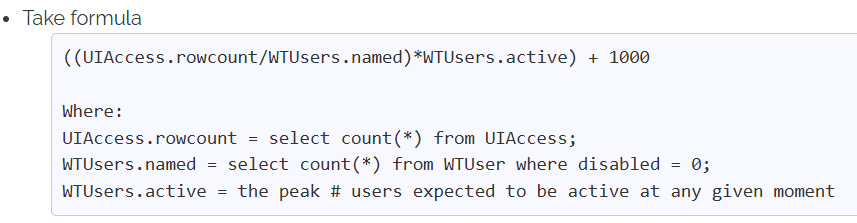 • Take formula
((UIAccess.rowcount/WTUsers.named)*WTUsers.active) + 1000
Where:
UIAccess.rowcount = select count(*) from UIAccess;
WTUsers.named = select count(*) from WTUser where disabled = 0;
WTUsers.active = the peak # users expected to be active at any given moment